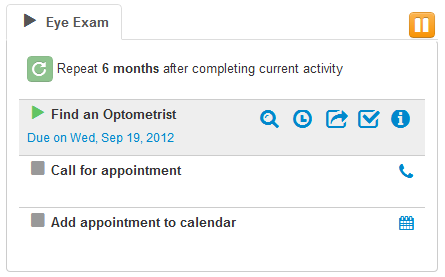 Eye Exam
Repeat 6 months after completing current activity
Find an Optometrist
Due on Wed, Sep 19, 2012
Call for appointment
Add appointment to calendar